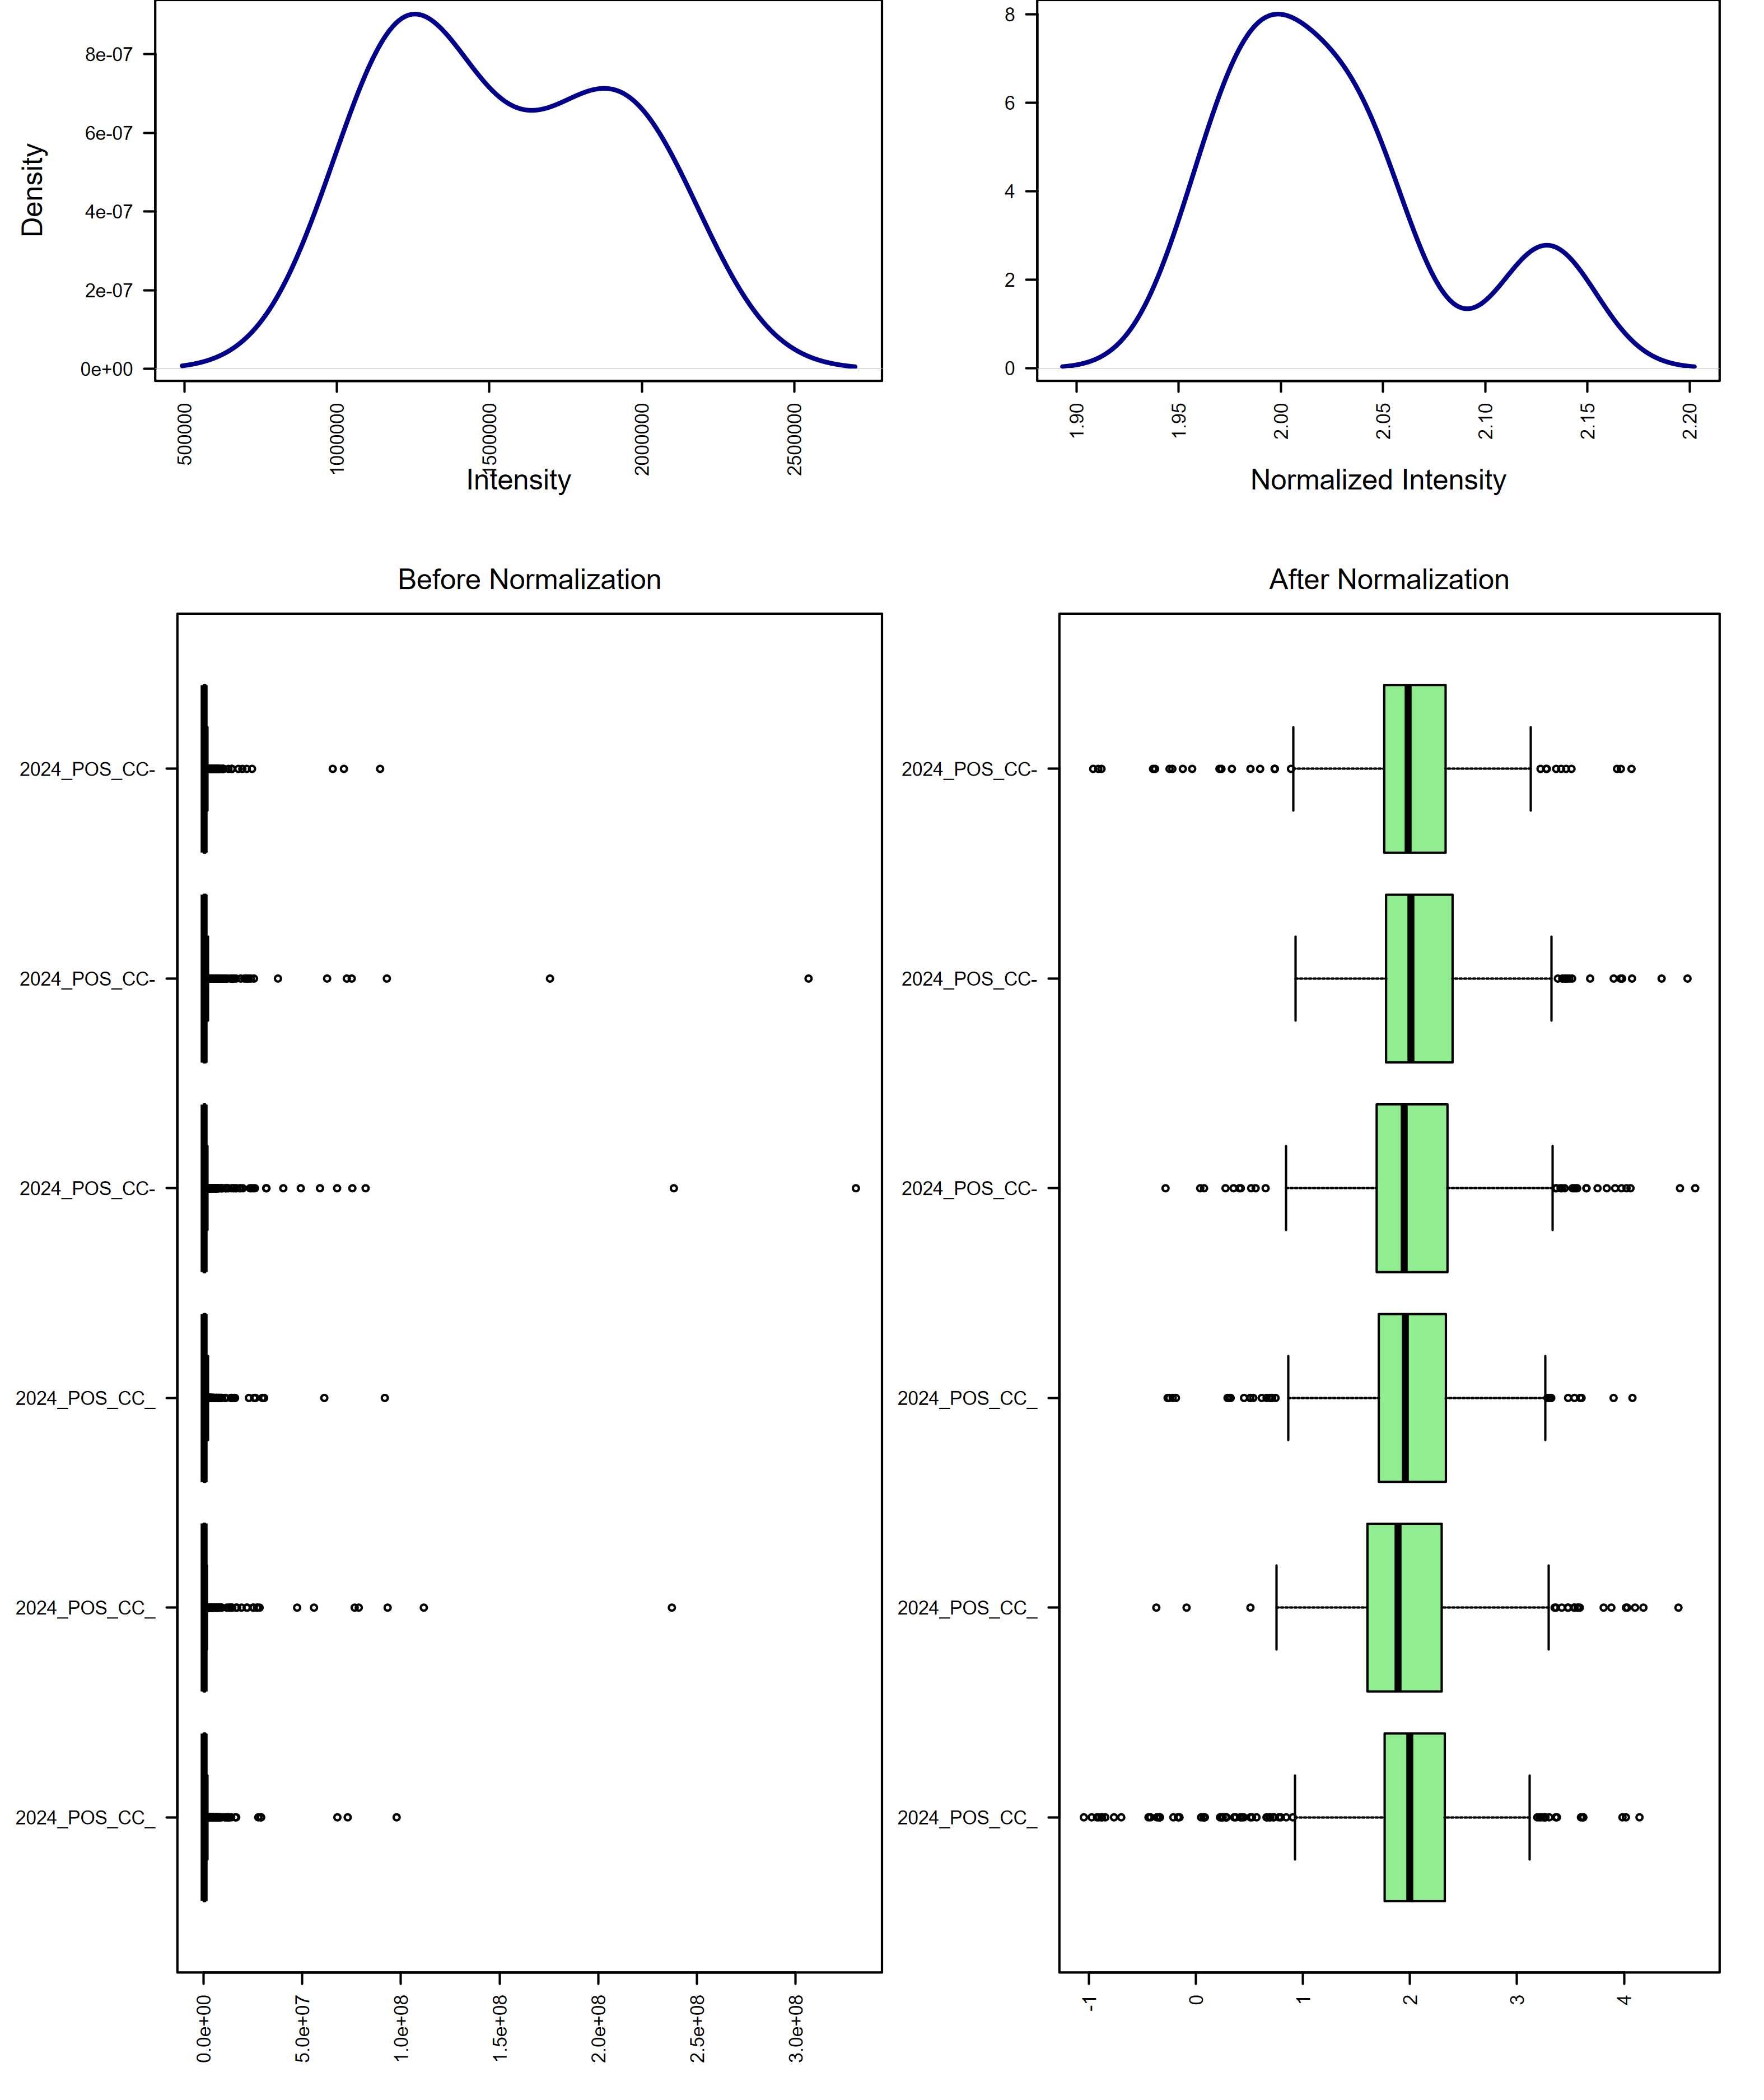 Density
8e-07
6e-07
4e-07
2e-07
0e+00
500000
1000000
1500000
2000000
2500000
Intensity
8
6
4
2
0
1.90
1.95
2.00
2.05
2.10
2.15
2.20
Normalized Intensity
Before Normalization
2024_POS_CC-
2024_POS_CC-
2024_POS_CC-
2024_POS_CC_
2024_POS_CC_
2024_POS_CC_
0.0e+00
5.0e+07
1.0e+08
1.5e+08
2.0e+08
2.5e+08
3.0e+08
After Normalization
2024_POS_CC-
2024_POS_CC-
2024_POS_CC-
2024_POS_CC_
2024_POS_CC_
2024_POS_CC_
-1
0
1
2
3
4